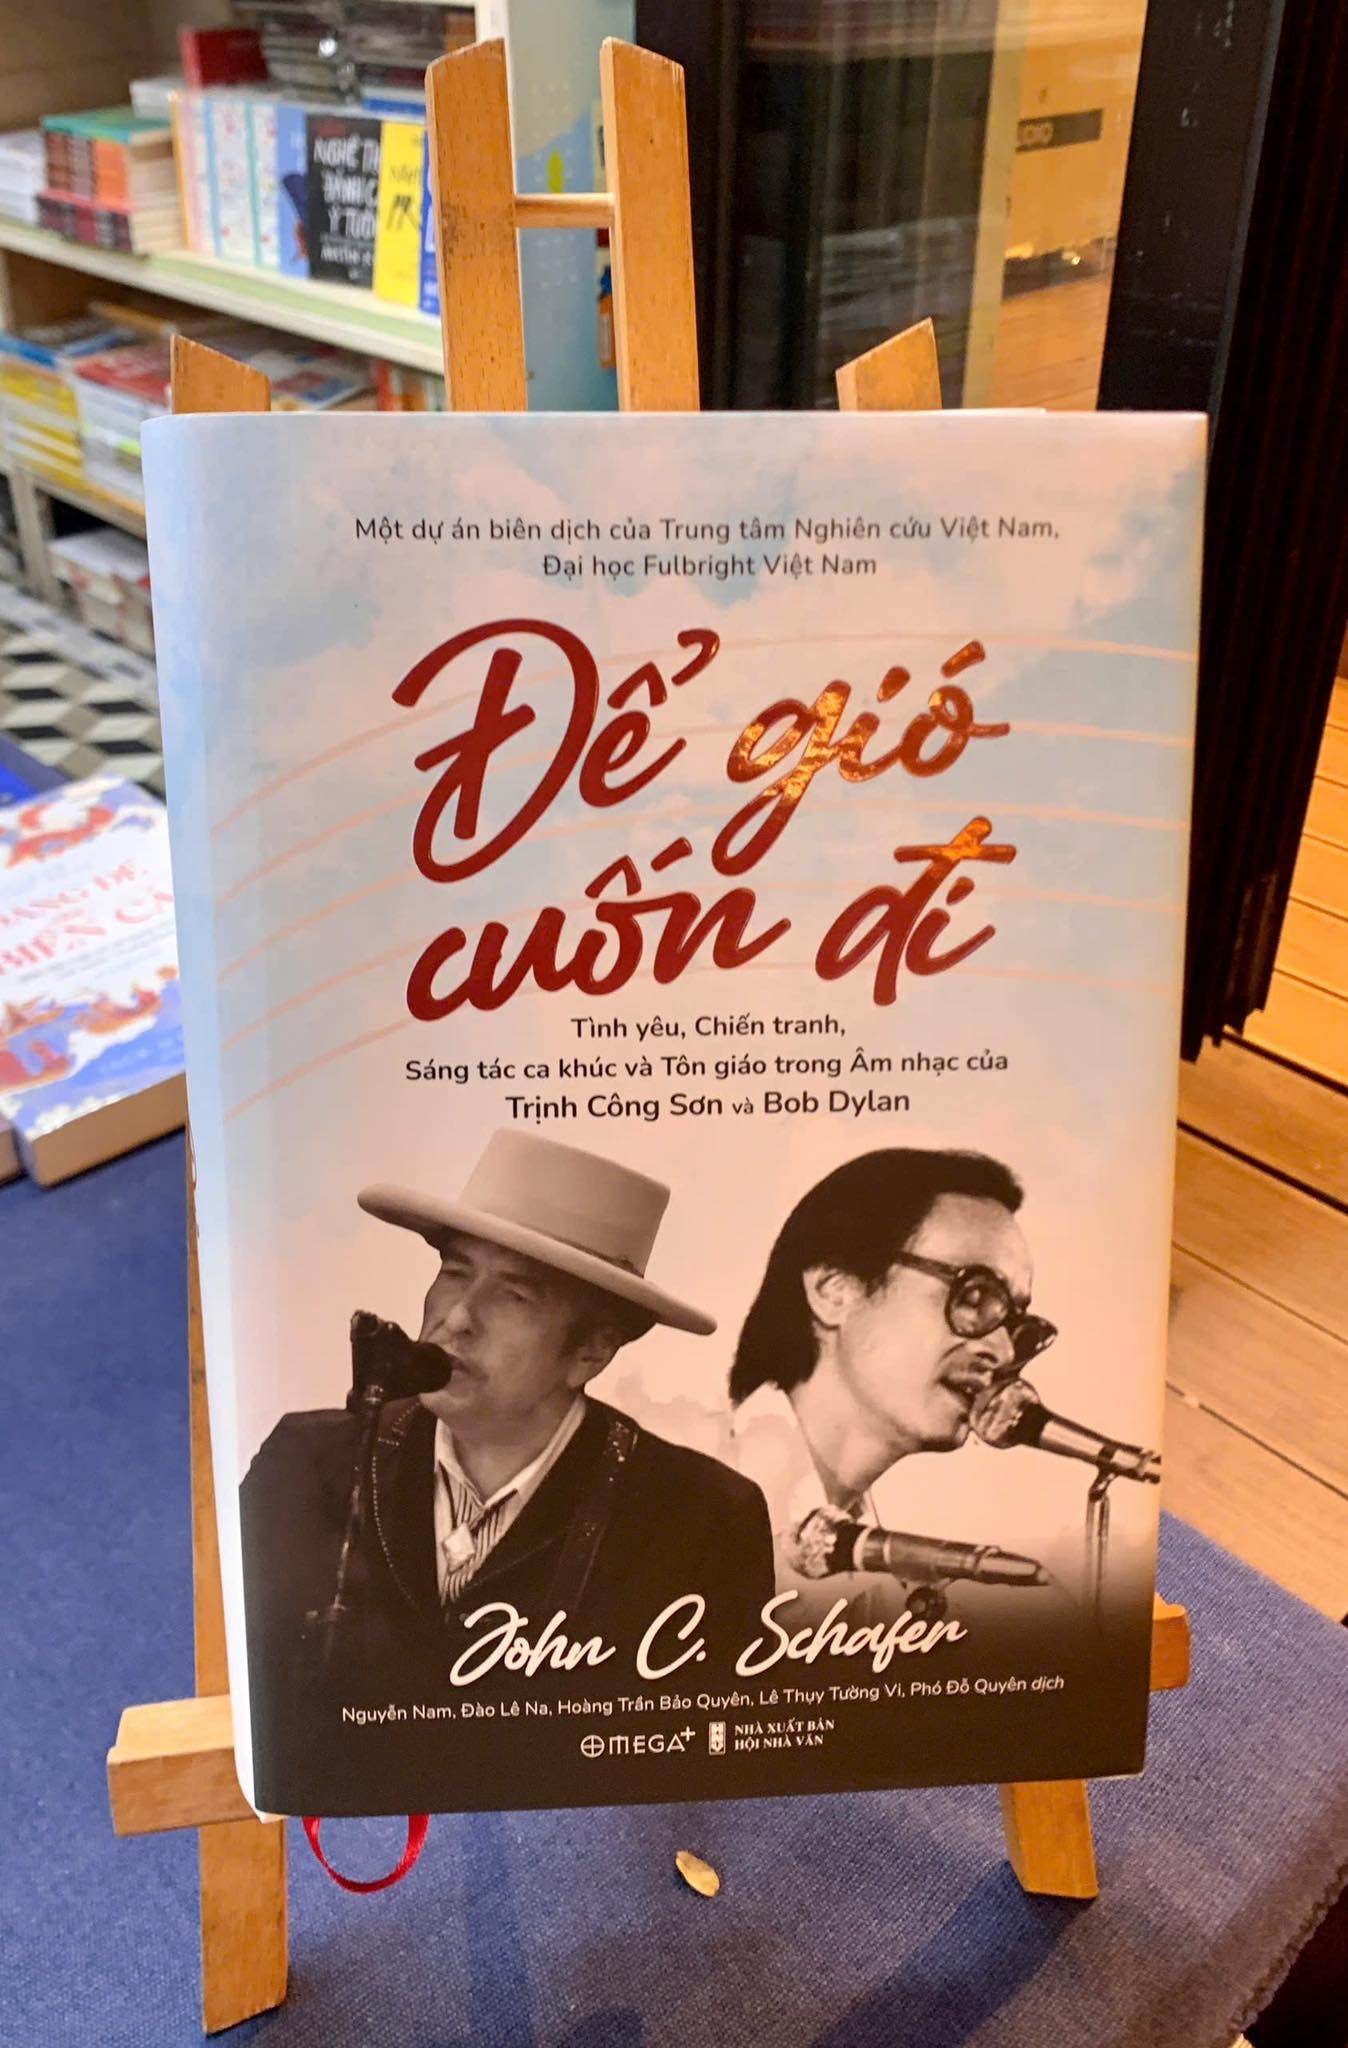 NGHỆ
Một dự án biên dịch của Trung tâm Nghiên cứu Việt Nam,
Đại học Fulbright Việt Nam
Để gió
cuốn đi
Tình yêu, Chiến tranh,
Sáng tác ca khúc và Tôn giáo trong Âm nhạc của
Trịnh Công Sơn và Bob Dylan
John C. Schafer
Nguyễn Nam, Đào Lê Na, Hoàng Trần Bảo Quyên, Lê Thụy Tường Vi, Phó Đỗ Quyên dịch
OMEGA+
NHÀ XUẤT BẢN
HỘI NHÀ VĂN